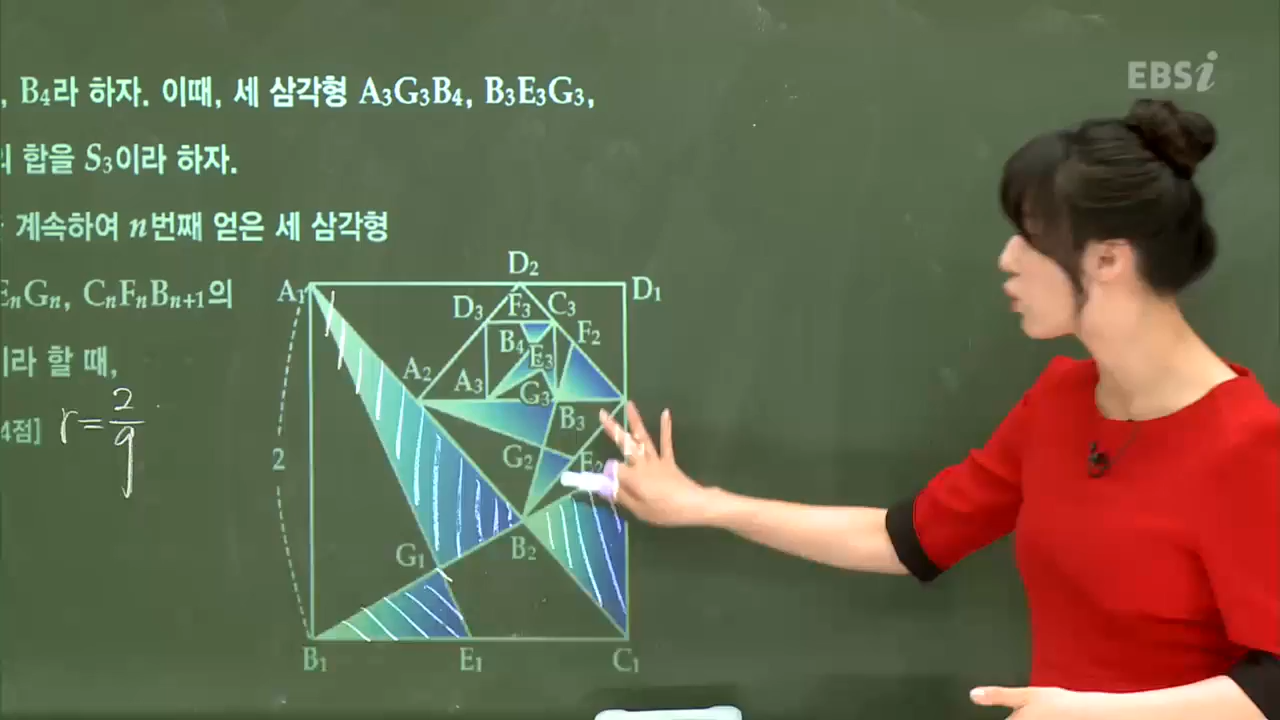 EBSi
, B4라 하자. 이때, 세 삼각형 A3G3B4, B3E3G3,
합을 S3이라 하자.
계속하여 n번째 얻은 세 삼각형
EnGn, CnFnBn+1의
라 할 때,
4점]
r = 2/9
D2
A1
D1
D3
F3
C3
B4
F2
E3
A2
A3
G3
B3
2
G2
E2
G1
B2
B1
E1
C1